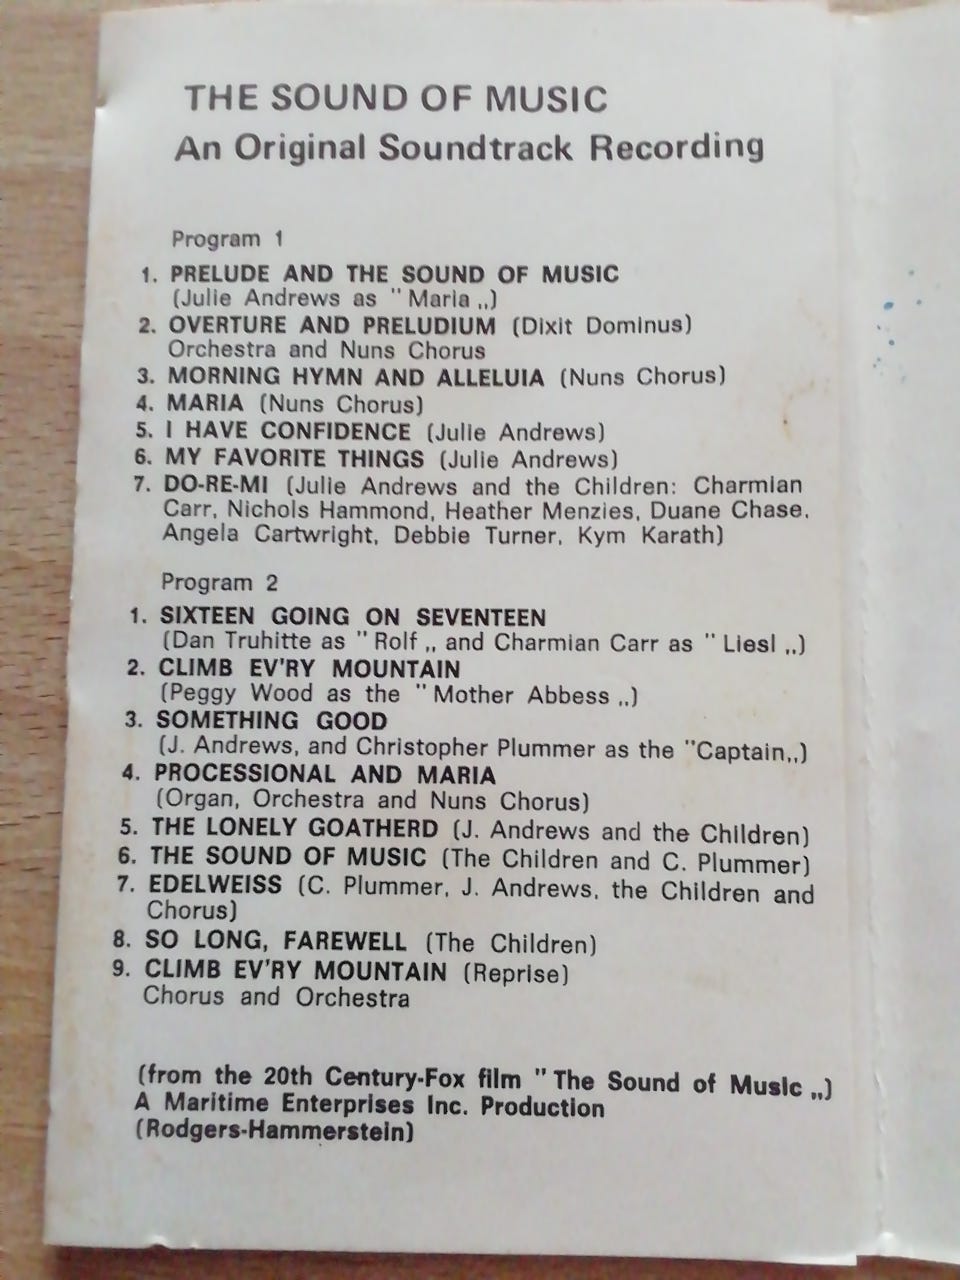 THE SOUND OF MUSIC
An Original Soundtrack Recording
Program 1
1. PRELUDE AND THE SOUND OF MUSIC
(Julie Andrews as " Maria ,,)
2. OVERTURE AND PRELUDIUM (Dixit Dominus)
Orchestra and Nuns Chorus
3. MORNING HYMN AND ALLELUIA (Nuns Chorus)
4. MARIA (Nuns Chorus)
5. I HAVE CONFIDENCE (Julie Andrews)
6. MY FAVORITE THINGS (Julie Andrews)
7. DO-RE-MI (Julie Andrews and the Children: Charmian
Carr, Nichols Hammond, Heather Menzies, Duane Chase,
Angela Cartwright, Debbie Turner, Kym Karath)
Program 2
1. SIXTEEN GOING ON SEVENTEEN
(Dan Truhitte as " Rolf ,, and Charmian Carr as " Liesl ,,)
2. CLIMB EV'RY MOUNTAIN
(Peggy Wood as the " Mother Abbess ,,)
3. SOMETHING GOOD
(J. Andrews, and Christopher Plummer as the "Captain,,)
4. PROCESSIONAL AND MARIA
(Organ, Orchestra and Nuns Chorus)
5. THE LONELY GOATHERD (J. Andrews and the Children)
6. THE SOUND OF MUSIC (The Children and C. Plummer)
7. EDELWEISS (C. Plummer, J. Andrews, the Children and
Chorus)
8. SO LONG, FAREWELL (The Children)
9. CLIMB EV'RY MOUNTAIN (Reprise)
Chorus and Orchestra
(from the 20th Century-Fox film " The Sound of Music ,,)
A Maritime Enterprises Inc. Production
(Rodgers-Hammerstein)